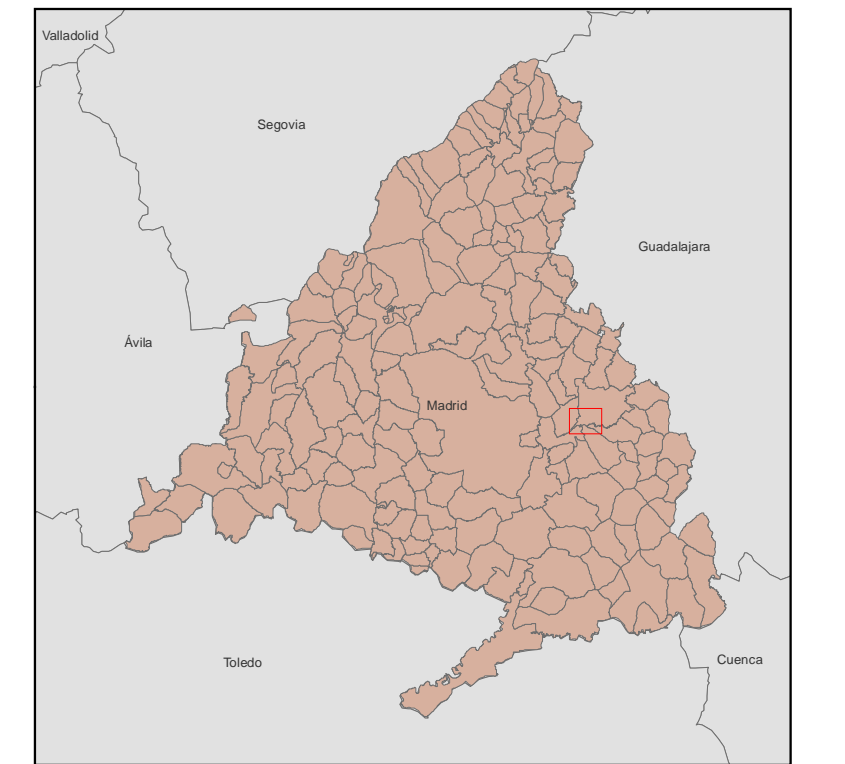 Valladolid
Segovia
Guadalajara
Ávila
Madrid
Toledo
Cuenca